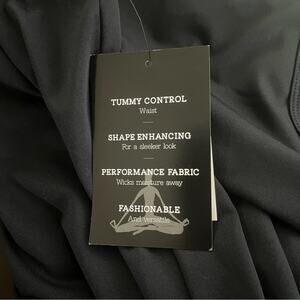 TUMMY CONTROL
Waist
SHAPE ENHANCING
For a sleeker look
PERFORMANCE FABRIC
Wicks moisture away
FASHIONABLE
And versatile